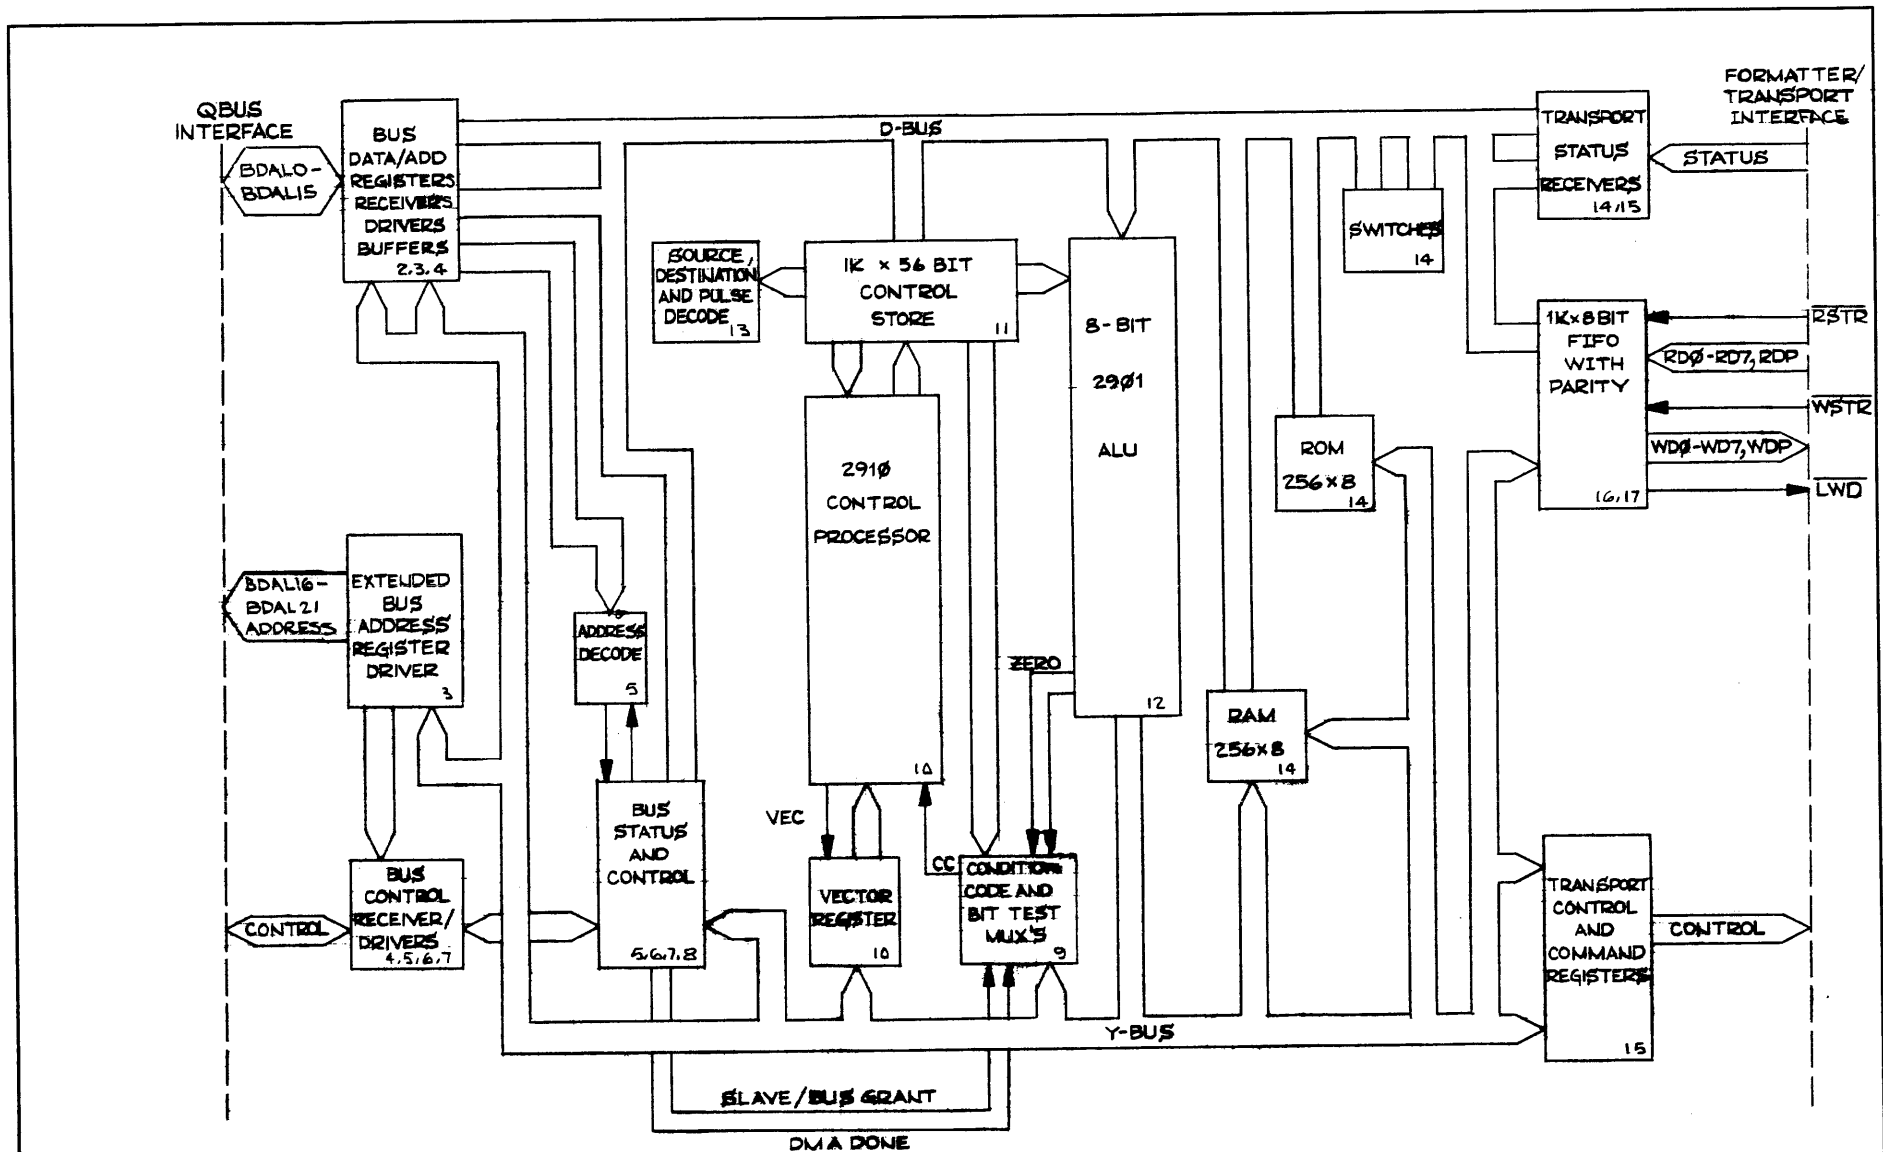 QBUS
INTERFACE
BDAL0-
BDAL15
BUS
DATA/ADD
REGISTERS
RECEIVERS
DRIVERS
BUFFERS
2,3,4
D-BUS
TRANSPORT
STATUS
RECEIVERS
14,15
FORMATTER/
TRANSPORT
INTERFACE
STATUS
SOURCE/
DESTINATION
AND PULSE
DECODE
13
1K × 56 BIT
CONTROL
STORE
11
8-BIT
29Ø1
ALU
12
SWITCHES
14
1K×8BIT
FIFO
WITH
PARITY
16,17
RSTR
RDØ-RD7,RDP
WSTR
WDØ-WD7,WDP
LWD
291Ø
CONTROL
PROCESSOR
10
ROM
256×8
14
BDAL16-
BDAL21
ADDRESS
EXTENDED
BUS
ADDRESS
REGISTER
DRIVER
3
ADDRESS
DECODE
5
ZERO
RAM
256×8
14
BUS
STATUS
AND
CONTROL
5,6,7,8
VEC
CC
VECTOR
REGISTER
10
CONDITION
CODE AND
BIT TEST
MUX'S
9
CONTROL
BUS
CONTROL
RECEIVER/
DRIVERS
4,5,6,7
TRANSPORT
CONTROL
AND
COMMAND
REGISTERS
15
CONTROL
Y-BUS
SLAVE/BUS GRANT
DMA DONE